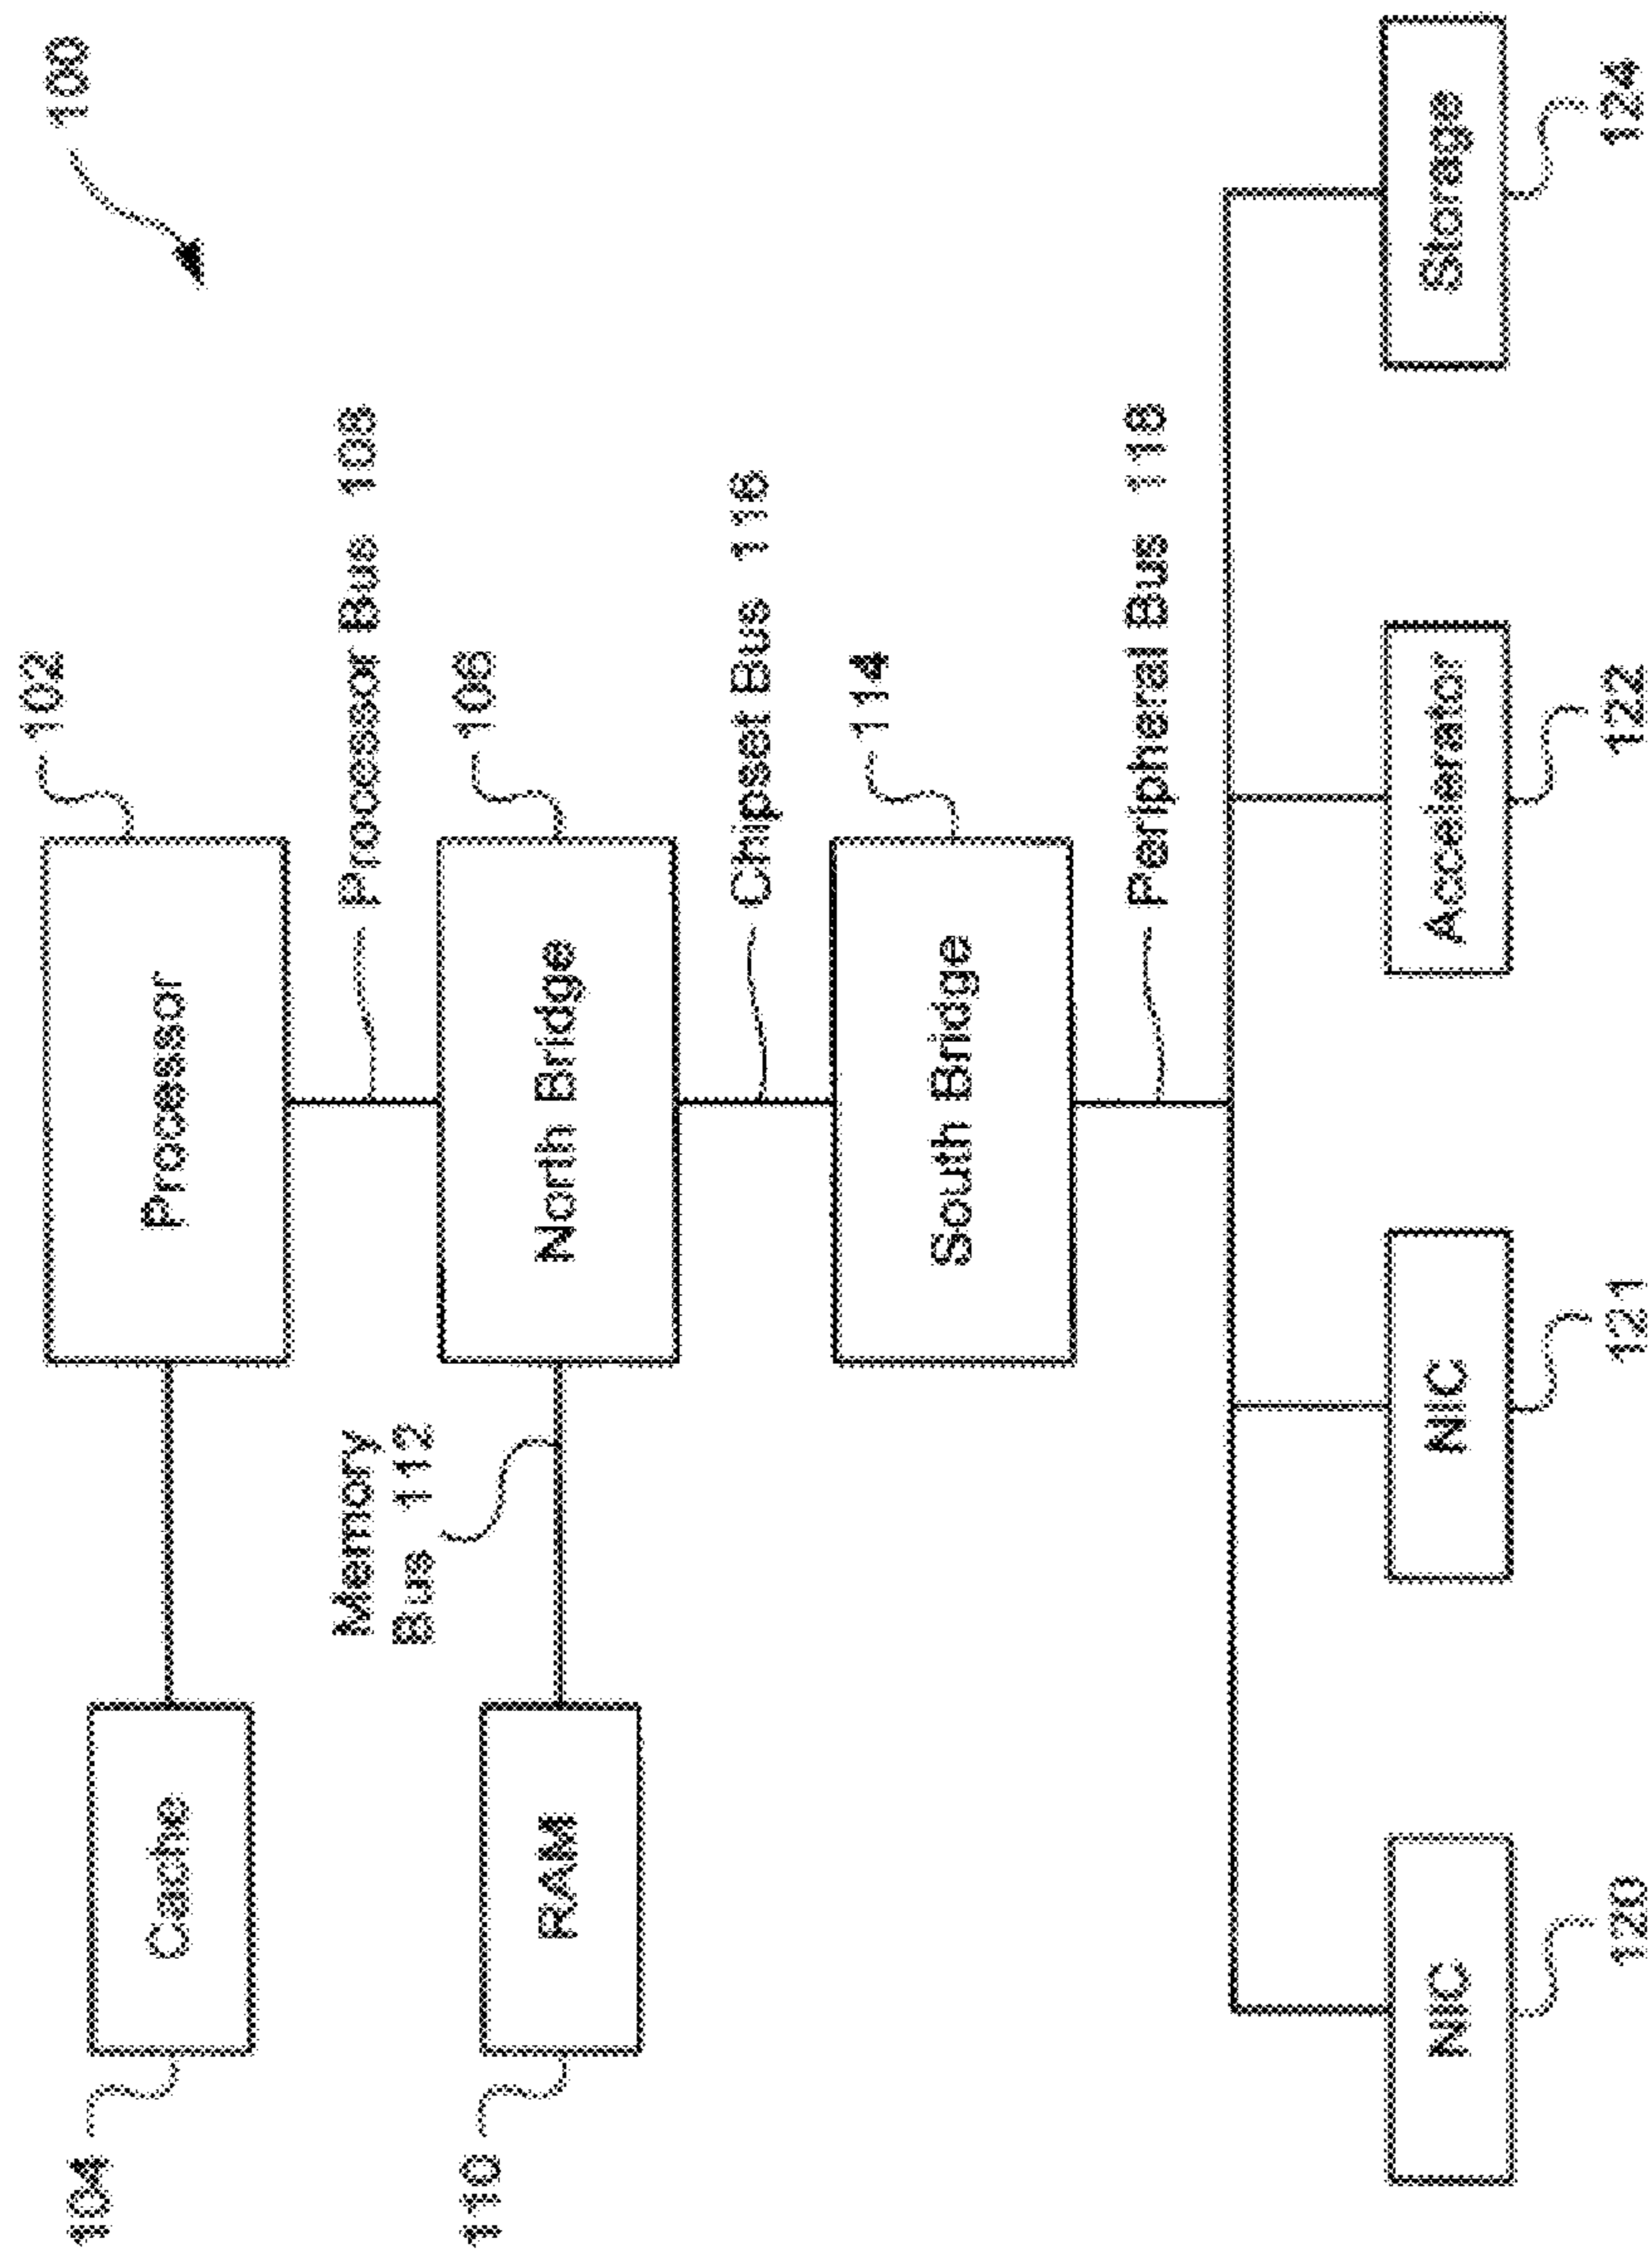 100
102
Processor
Cache
104
Processor Bus 108
106
Memory
Bus 112
North Bridge
RAM
110
Chipset Bus 116
114
South Bridge
Peripheral Bus 118
NIC
NIC
Accelerator
Storage
120
121
122
124